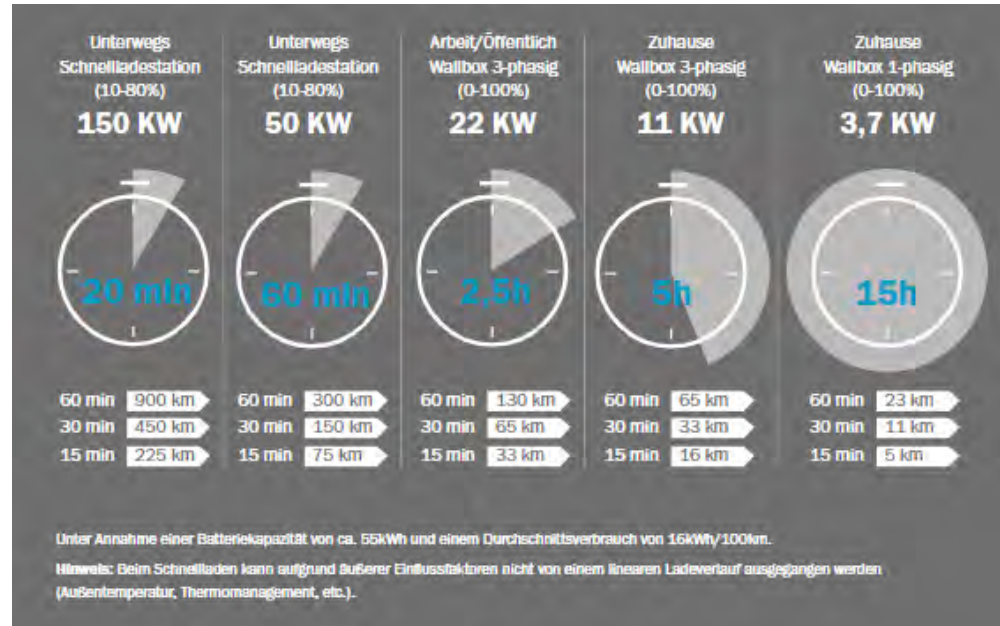 Unterwegs
Schnellladestation
(10-80%)
150 KW
20 min
60 min 900 km
30 min 450 km
15 min 225 km
Unterwegs
Schnellladestation
(10-80%)
50 KW
60 min
60 min 300 km
30 min 150 km
15 min 75 km
Arbeit/Öffentlich
Wallbox 3-phasig
(0-100%)
22 KW
2,5h
60 min 130 km
30 min 65 km
15 min 33 km
Zuhause
Wallbox 3-phasig
(0-100%)
11 KW
5h
60 min 65 km
30 min 33 km
15 min 16 km
Zuhause
Wallbox 1-phasig
(0-100%)
3,7 KW
15h
60 min 23 km
30 min 11 km
15 min 5 km
Unter Annahme einer Batteriekapazität von ca. 55kWh und einem Durchschnittsverbrauch von 16kWh/100km.
Hinweis: Beim Schnellladen kann aufgrund äußerer Einflussfaktoren nicht von einem linearen Ladeverlauf ausgegangen werden
(Außentemperatur, Thermomanagement, etc.).